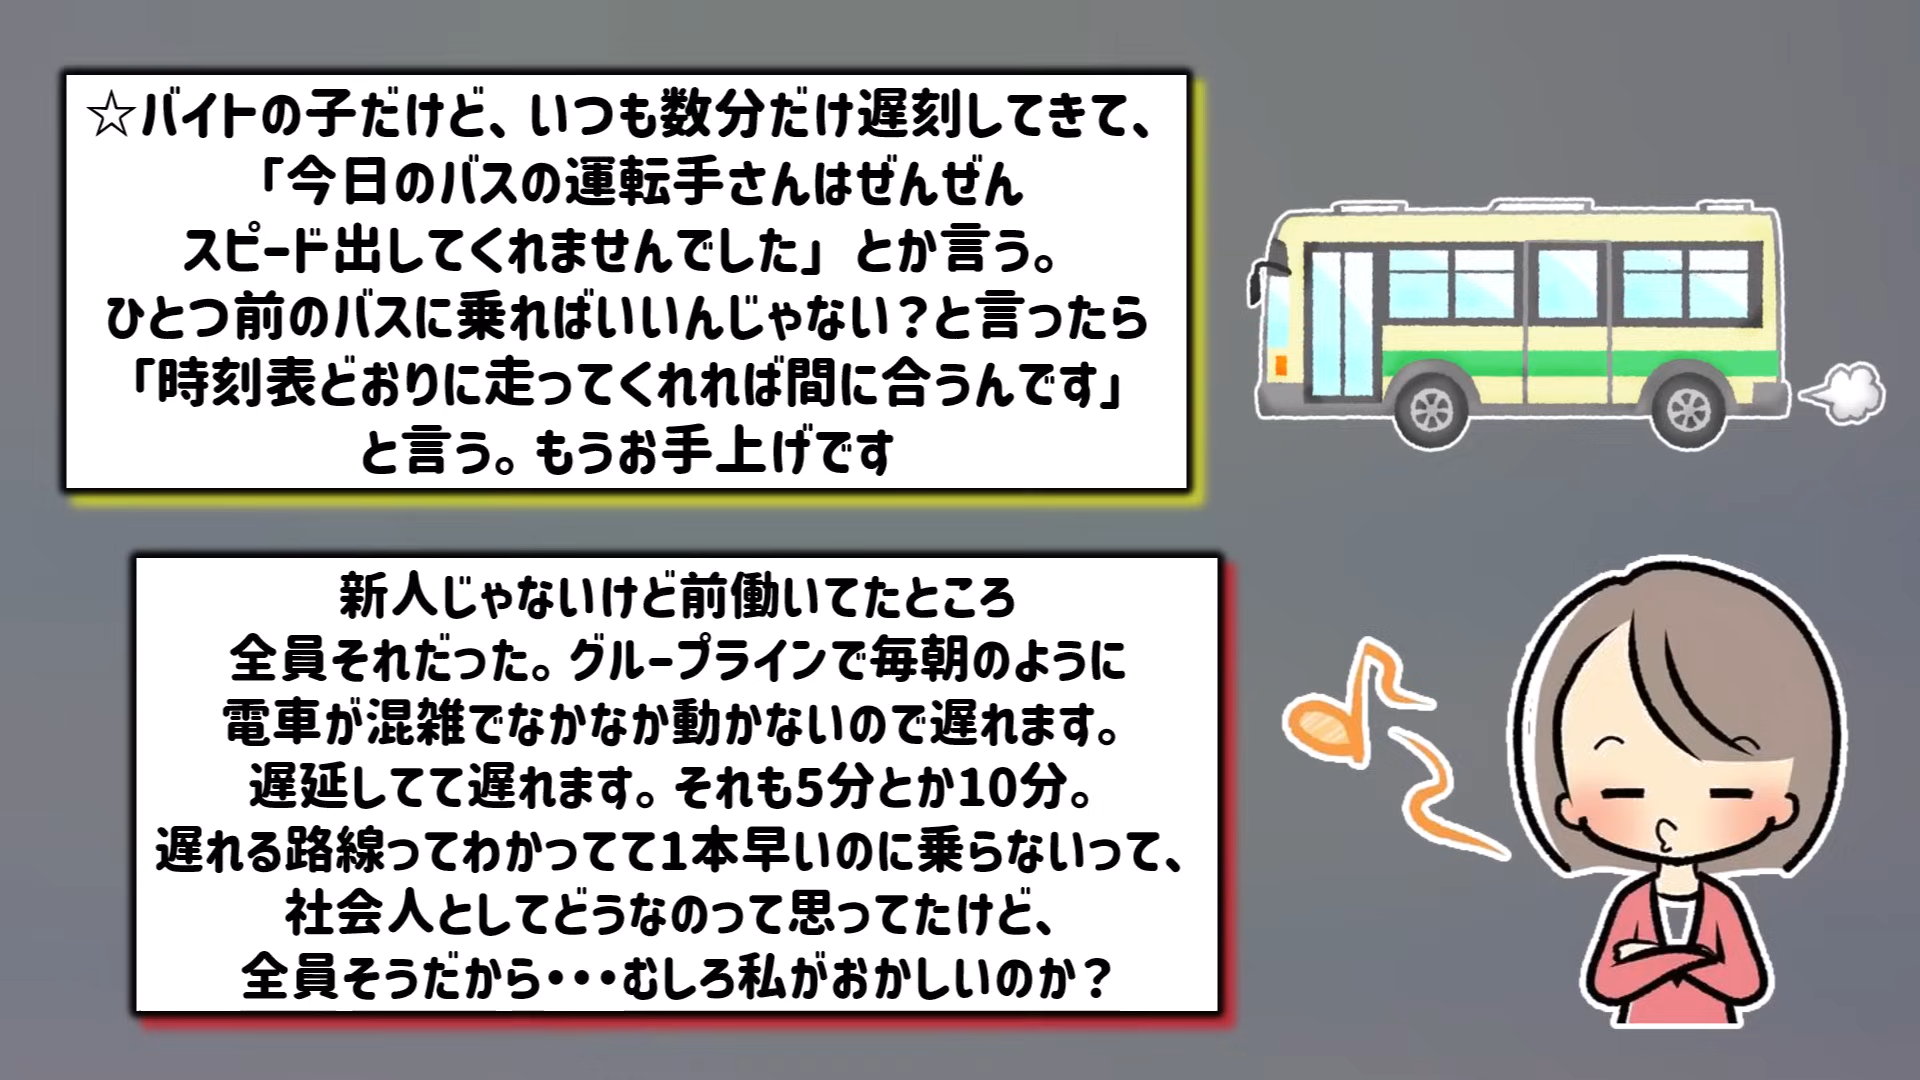 ☆バイトの子だけど、いつも数分だけ遅刻してきて、
「今日のバスの運転手さんはぜんぜん
スピード出してくれませんでした」とか言う。
ひとつ前のバスに乗ればいいんじゃない？と言ったら
「時刻表どおりに走ってくれれば間に合うんです」
と言う。もうお手上げです
新人じゃないけど前働いてたところ
全員それだった。グループラインで毎朝のように
電車が混雑でなかなか動かないので遅れます。
遅延してて遅れます。それも5分とか10分。
遅れる路線ってわかってて1本早いのに乗らないって、
社会人としてどうなのって思ってたけど、
全員そうだから・・・むしろ私がおかしいのか？